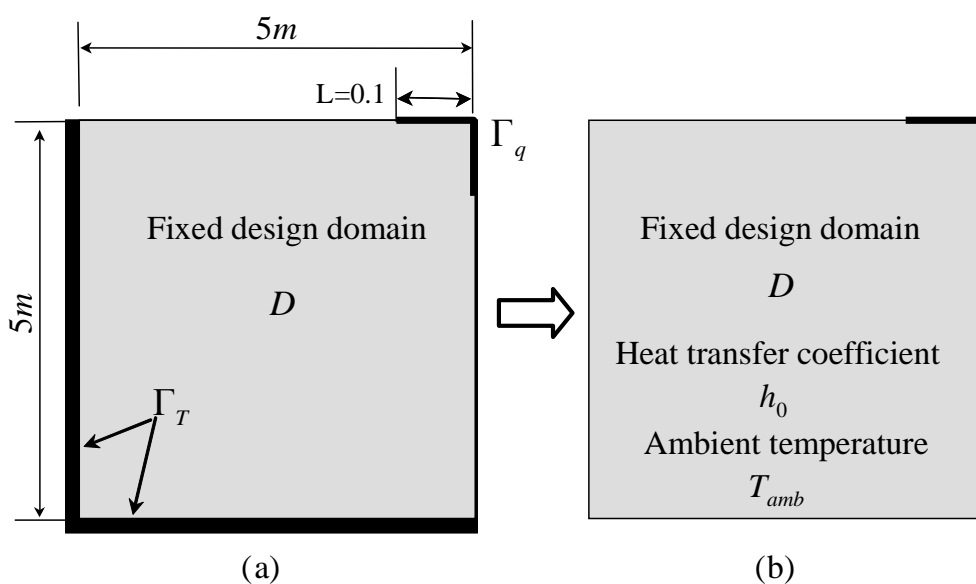 5m
L=0.1
Γq
Fixed design domain
D
5m
ΓT
(a)
Fixed design domain
D
Heat transfer coefficient
h0
Ambient temperature
Tamb
(b)